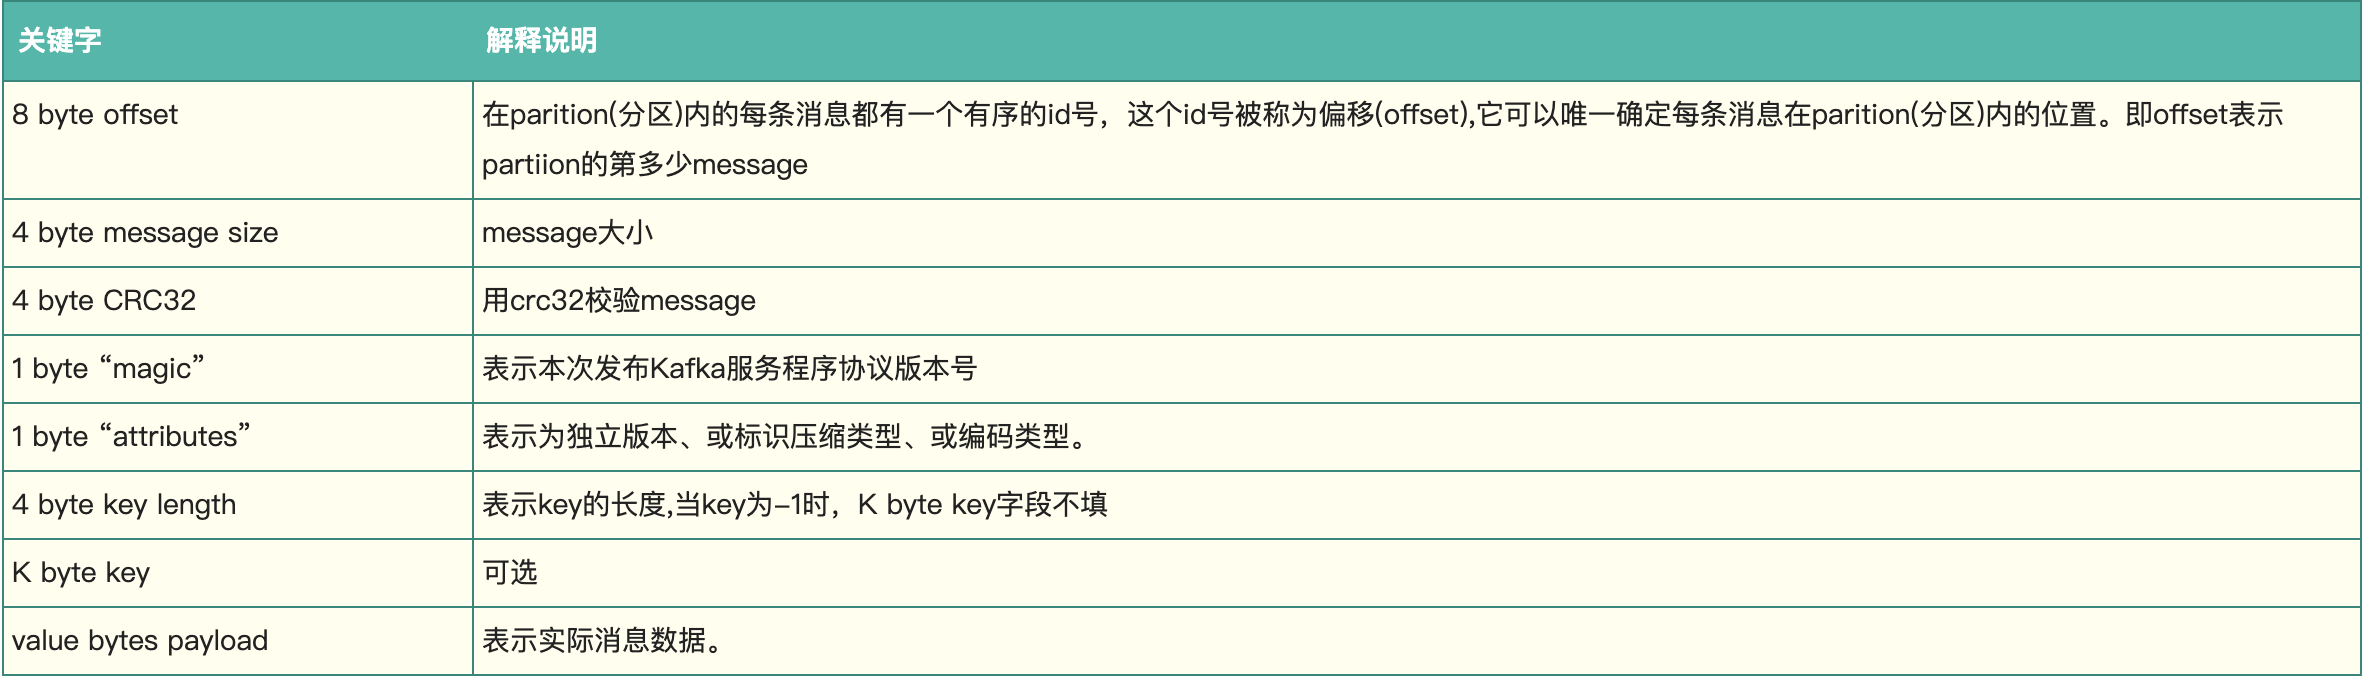 关键字 解释说明
8 byte offset 在parition(分区)内的每条消息都有一个有序的id号，这个id号被称为偏移(offset),它可以唯一确定每条消息在parition(分区)内的位置。即offset表示
partiion的第多少message
4 byte message size message大小
4 byte CRC32 用crc32校验message
1 byte “magic” 表示本次发布Kafka服务程序协议版本号
1 byte “attributes” 表示为独立版本、或标识压缩类型、或编码类型。
4 byte key length 表示key的长度,当key为-1时，K byte key字段不填
K byte key 可选
value bytes payload 表示实际消息数据。